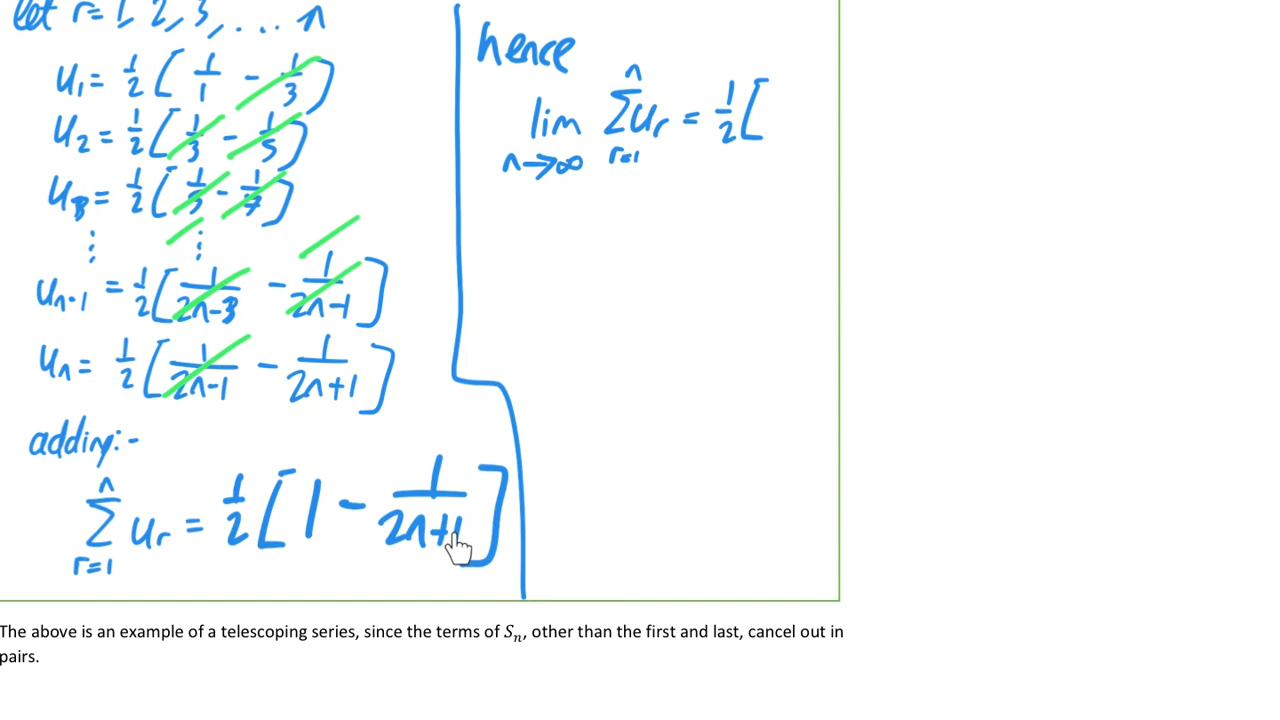 let r = 1, 2, 3, ... n
u₁ = 1/2 [ 1/1 - 1/3 ]
u₂ = 1/2 [ 1/3 - 1/5 ]
u₃ = 1/2 [ 1/5 - 1/7 ]
⋮ ⋮
uₙ₋₁ = 1/2 [ 1/(2n-3) - 1/(2n-1) ]
uₙ = 1/2 [ 1/(2n-1) - 1/(2n+1) ]
adding:-
n
Σ uᵣ = 1/2 [ 1 - 1/(2n+1) ]
r=1
hence
n
lim Σ uᵣ = 1/2 [
n→∞ r=1
The above is an example of a telescoping series, since the terms of Sₙ, other than the first and last, cancel out in
pairs.